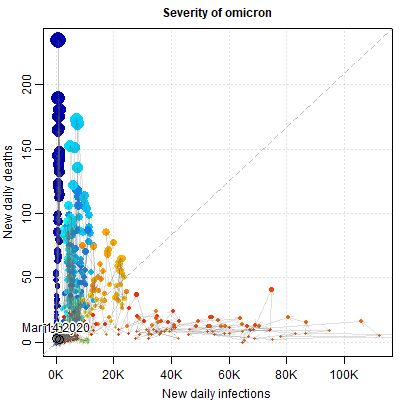 Severity of omicron
New daily deaths
200
150
100
50
0
Mar 14 2020
0K 20K 40K 60K 80K 100K
New daily infections